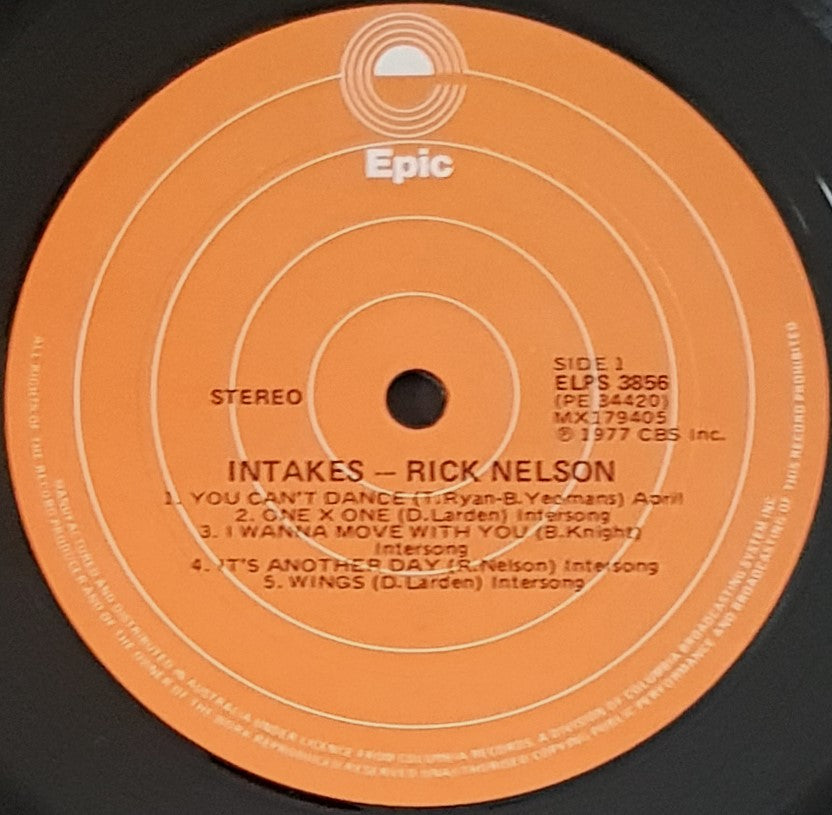 Epic
STEREO
SIDE 1
ELPS 3856
(PE 34420)
MX179405
℗ 1977 CBS Inc.
INTAKES — RICK NELSON
1. YOU CAN'T DANCE (T. Ryan-B. Yeomans) April
2. ONE X ONE (D. Larden) Intersong
3. I WANNA MOVE WITH YOU (B. Knight)
Intersong
4. IT'S ANOTHER DAY (R. Nelson) Intersong
5. WINGS (D. Larden) Intersong
MANUFACTURED AND DISTRIBUTED IN AUSTRALIA UNDER LICENCE FROM COLUMBIA RECORDS, A DIVISION OF COLUMBIA BROADCASTING SYSTEM INC.
ALL RIGHTS OF THE RECORD PRODUCER AND OF THE OWNER OF THE WORK REPRODUCED RESERVED UNAUTHORISED COPYING PUBLIC PERFORMANCE AND BROADCASTING OF THIS RECORD PROHIBITED